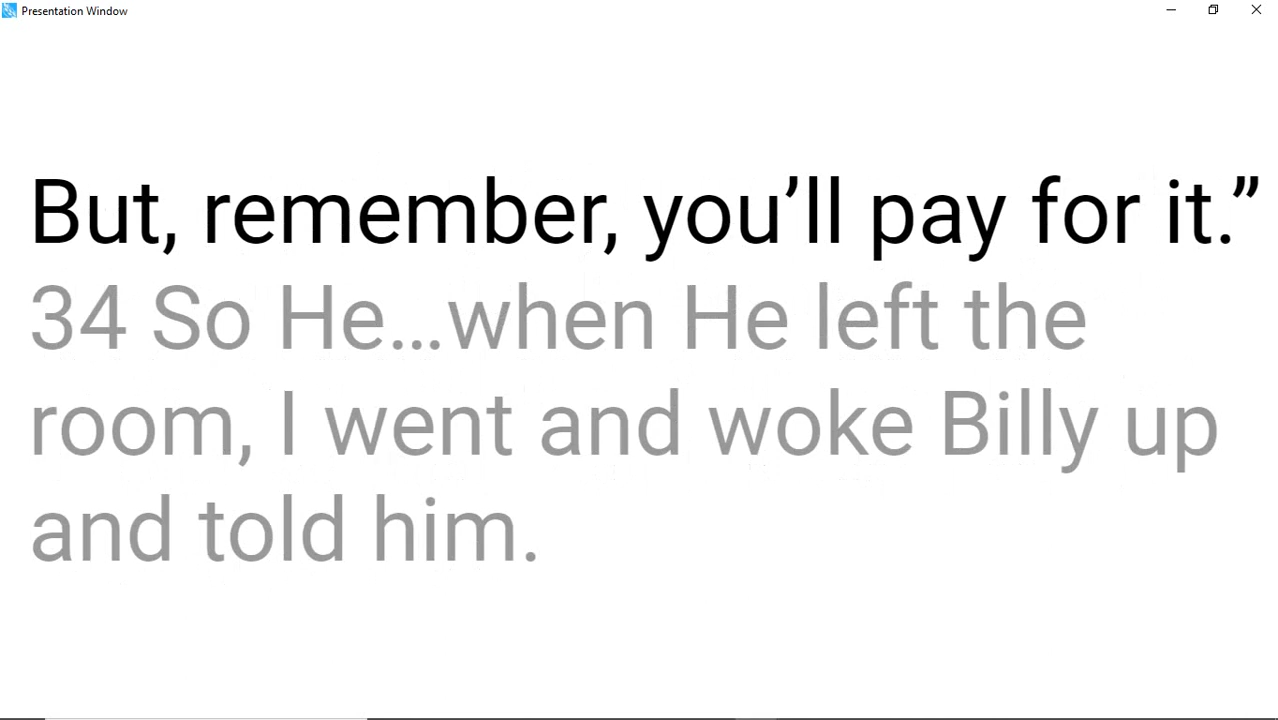 Presentation Window
But, remember, you’ll pay for it.”
34 So He…when He left the
room, I went and woke Billy up
and told him.